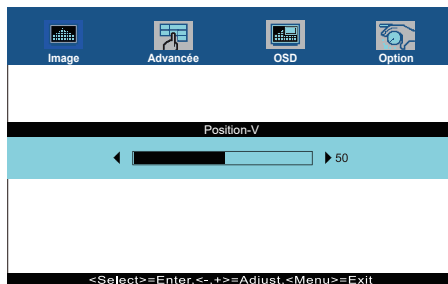 Image Advancée OSD Option
Position-V
50
<Select>=Enter,<-,+>=Adjust,<Menu>=Exit